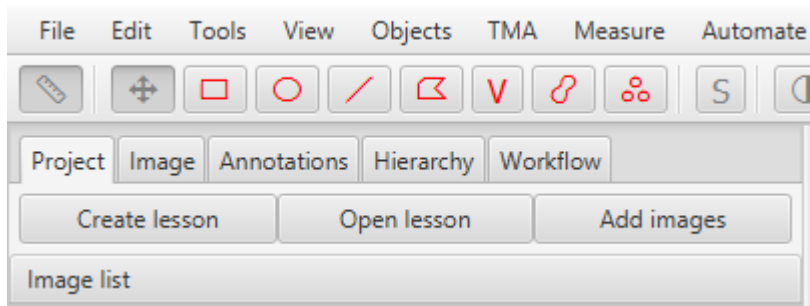 File Edit Tools View Objects TMA Measure Automate
S
Project Image Annotations Hierarchy Workflow
Create lesson Open lesson Add images
Image list